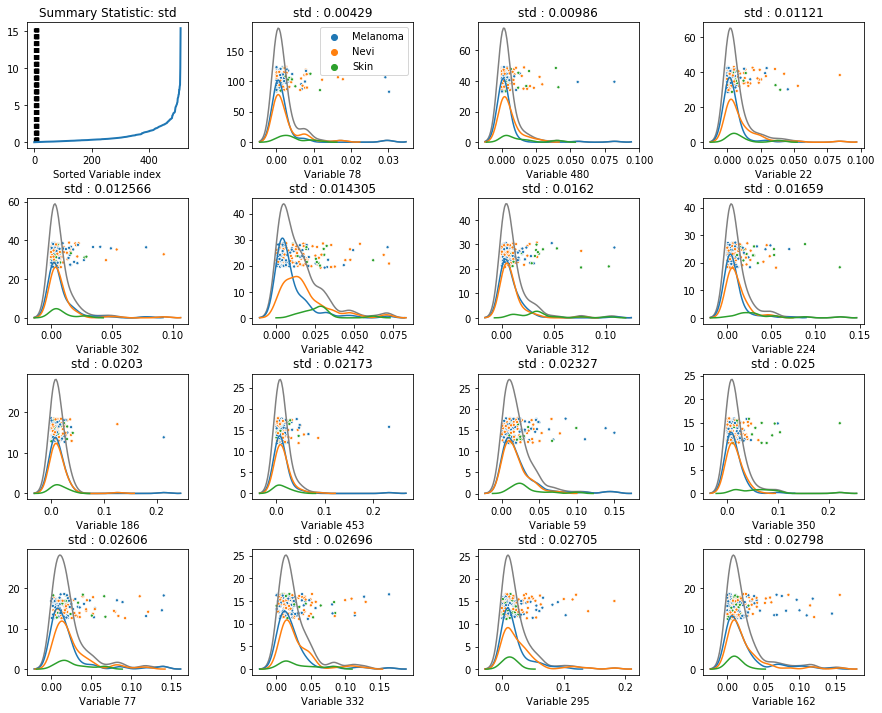 Summary Statistic: std
15
10
5
0
0 200 400
Sorted Variable index
std : 0.00429
Melanoma
Nevi
Skin
150
100
50
0
0.00 0.01 0.02 0.03
Variable 78
std : 0.00986
60
40
20
0
0.000 0.025 0.050 0.075 0.100
Variable 480
std : 0.01121
60
40
20
0
0.000 0.025 0.050 0.075 0.100
Variable 22
: 0.012566
60
40
20
0
0.00 0.05 0.10
Variable 302
: 0.014305
40
30
20
10
0
0.000 0.025 0.050 0.075
Variable 442
std : 0.0162
40
30
20
10
0
0.00 0.05 0.10
Variable 312
std : 0.01659
40
30
20
10
0
0.00 0.05 0.10 0.15
Variable 224
std : 0.0203
20
10
0
0.0 0.1 0.2
Variable 186
std : 0.02173
25
20
15
10
5
0
0.0 0.1 0.2
Variable 453
std : 0.02327
25
20
15
10
5
0
0.00 0.05 0.10 0.15
Variable 59
std : 0.025
25
20
15
10
5
0
0.0 0.1 0.2
Variable 350
std : 0.02606
20
10
0
0.00 0.05 0.10 0.15
Variable 77
std : 0.02696
25
20
15
10
5
0
0.00 0.05 0.10 0.15
Variable 332
std : 0.02705
25
20
15
10
5
0
0.0 0.1 0.2
Variable 295
std : 0.02798
20
10
0
0.00 0.05 0.10 0.15
Variable 162